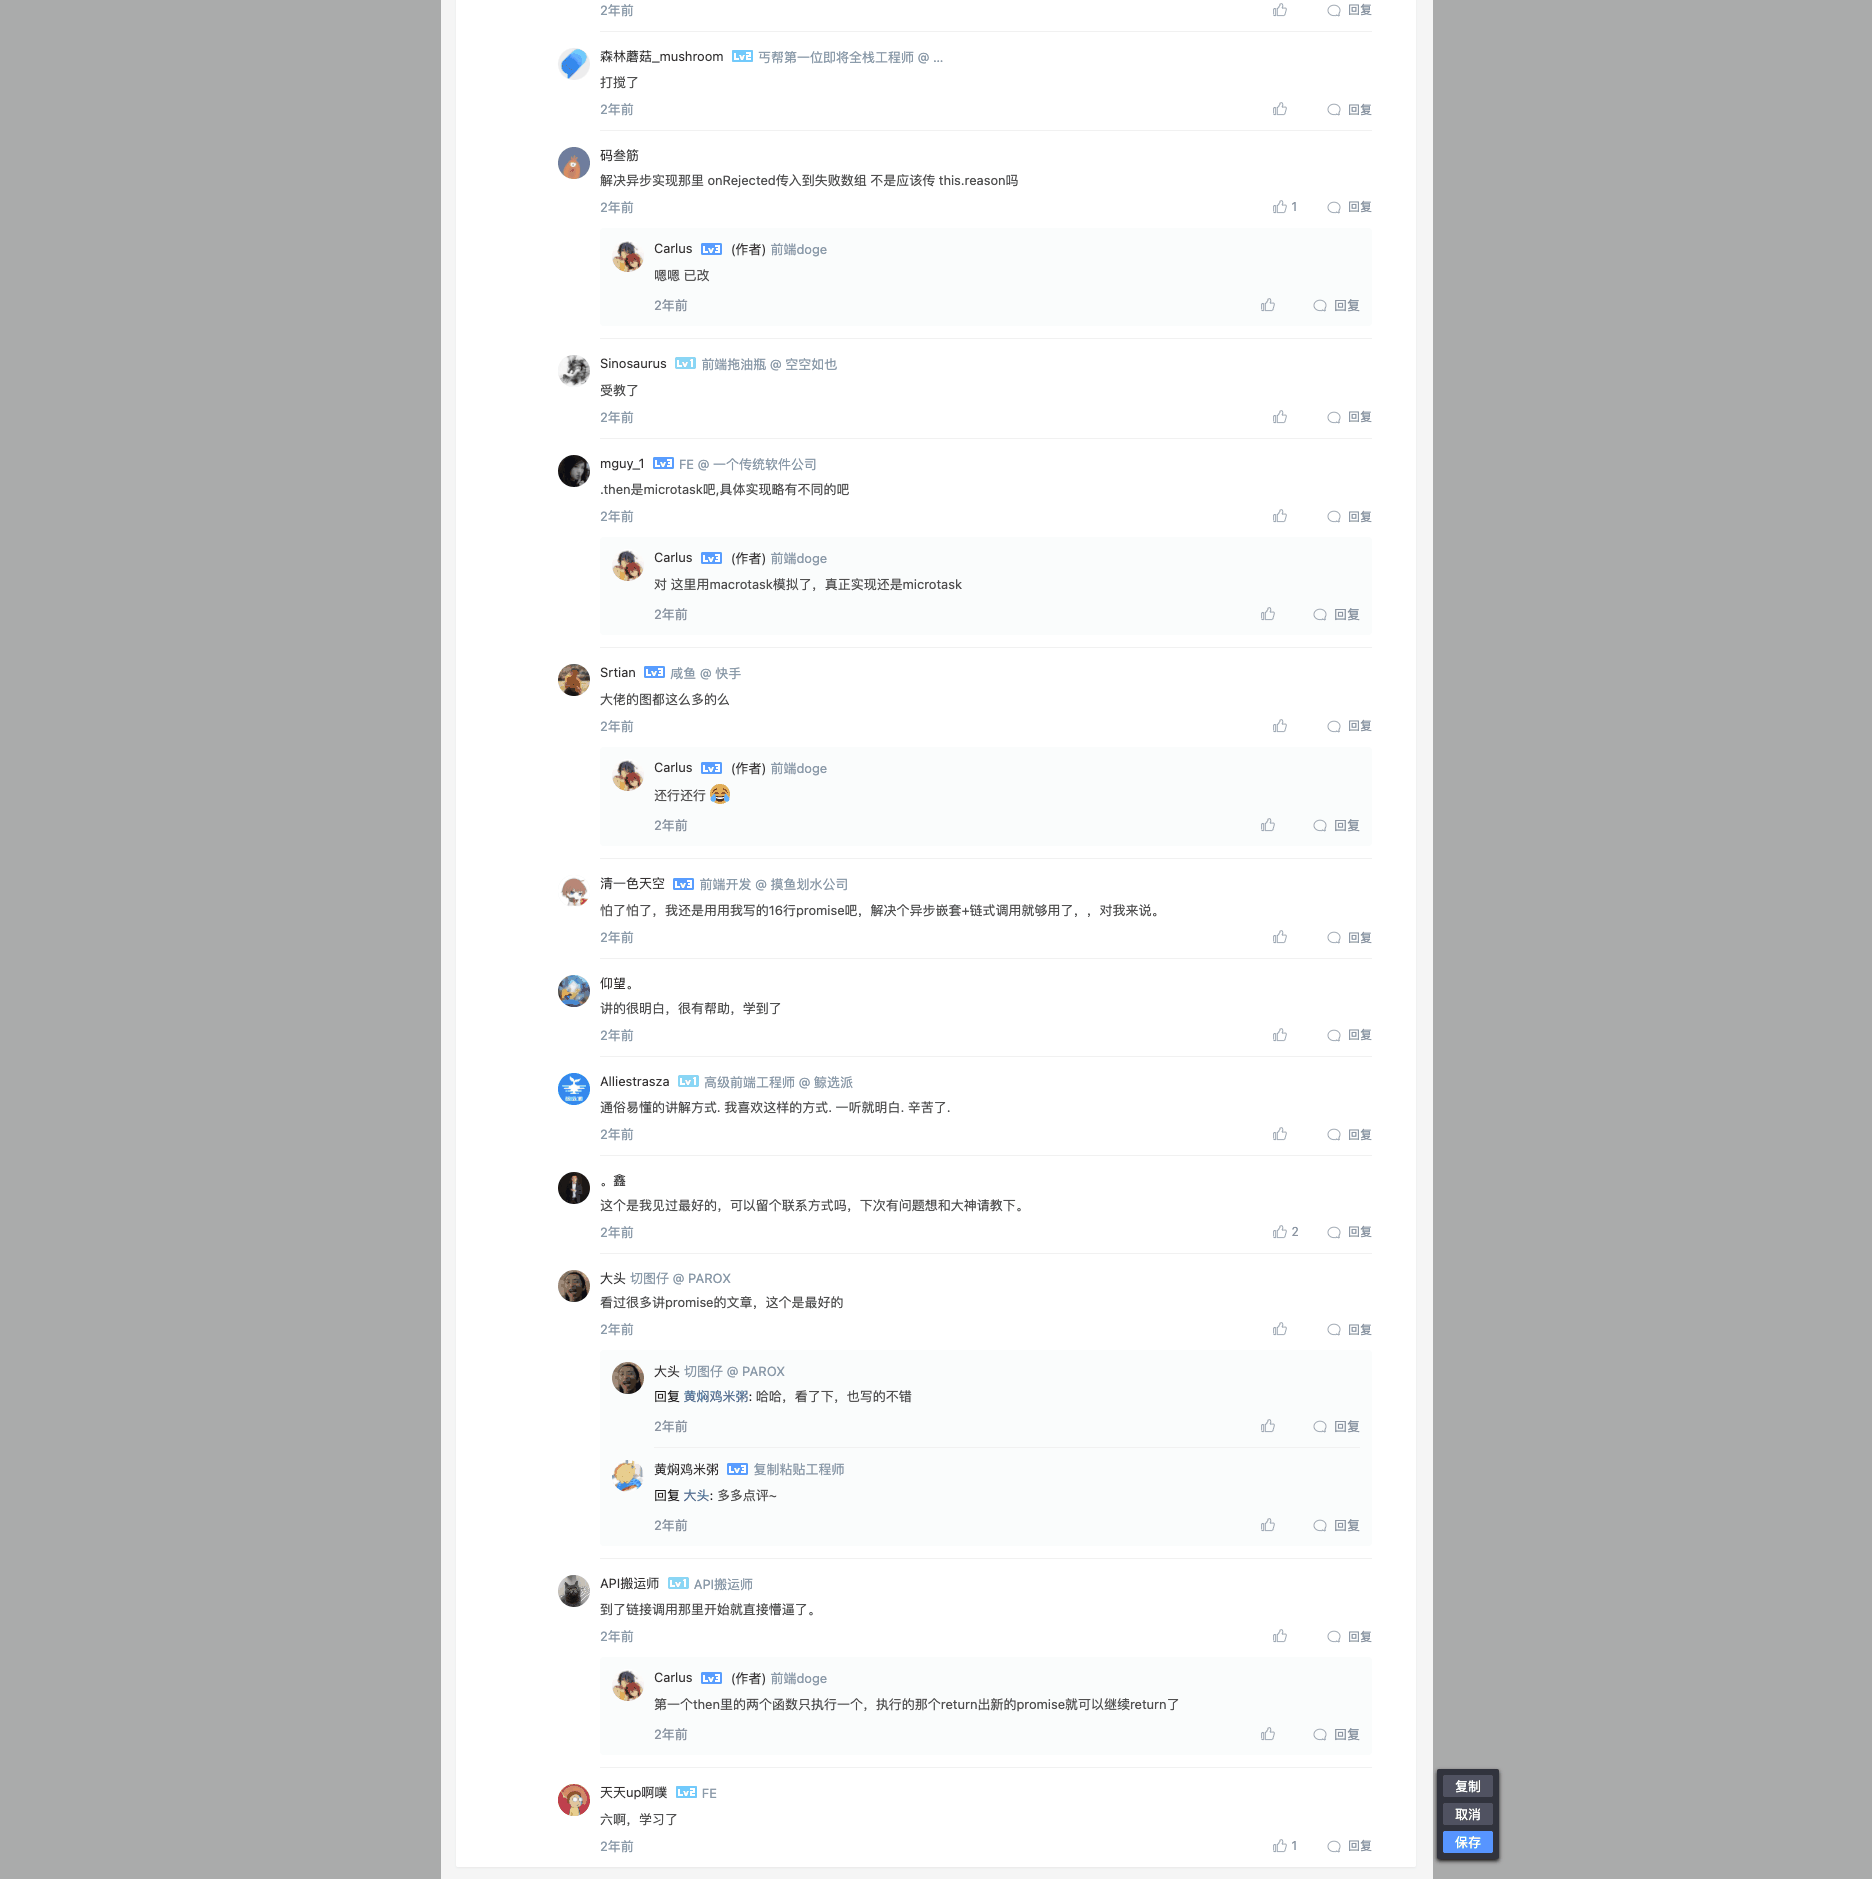 2年前 回复
森林蘑菇_mushroom Lv2 丐帮第一位即将全栈工程师 @ ...
打搅了
2年前 回复
码叁筋
解决异步实现那里 onRejected传入到失败数组 不是应该传 this.reason吗
2年前 1 回复
Carlus Lv3 (作者) 前端doge
嗯嗯 已改
2年前 回复
Sinosaurus Lv1 前端拖油瓶 @ 空空如也
受教了
2年前 回复
mguy_1 Lv3 FE @ 一个传统软件公司
.then是microtask吧,具体实现略有不同的吧
2年前 回复
Carlus Lv3 (作者) 前端doge
对 这里用macrotask模拟了，真正实现还是microtask
2年前 回复
Srtian Lv3 咸鱼 @ 快手
大佬的图都这么多的么
2年前 回复
Carlus Lv3 (作者) 前端doge
还行还行 😂
2年前 回复
清一色天空 Lv3 前端开发 @ 摸鱼划水公司
怕了怕了，我还是用用我写的16行promise吧，解决个异步嵌套+链式调用就够用了，，对我来说。
2年前 回复
仰望。
讲的很明白，很有帮助，学到了
2年前 回复
Alliestrasza Lv1 高级前端工程师 @ 鲸选派
通俗易懂的讲解方式. 我喜欢这样的方式. 一听就明白. 辛苦了.
2年前 回复
。鑫
这个是我见过最好的，可以留个联系方式吗，下次有问题想和大神请教下。
2年前 2 回复
大头 切图仔 @ PAROX
看过很多讲promise的文章，这个是最好的
2年前 回复
大头 切图仔 @ PAROX
回复 黄焖鸡米粥: 哈哈，看了下，也写的不错
2年前 回复
黄焖鸡米粥 Lv3 复制粘贴工程师
回复 大头: 多多点评~
2年前 回复
API搬运师 Lv1 API搬运师
到了链接调用那里开始就直接懵逼了。
2年前 回复
Carlus Lv3 (作者) 前端doge
第一个then里的两个函数只执行一个，执行的那个return出新的promise就可以继续return了
2年前 回复
天天up啊噗 Lv2 FE
六啊，学习了
2年前 1 回复
复制
取消
保存